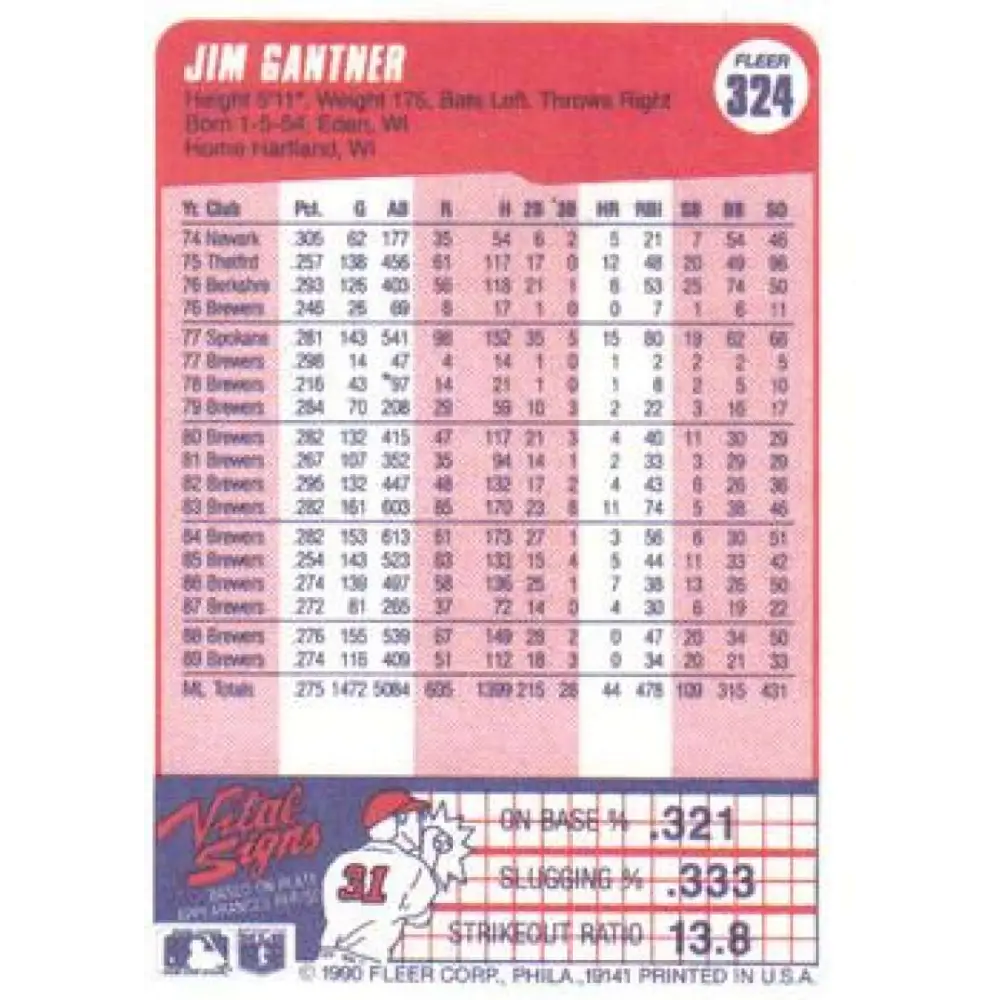 JIM GANTNER
FLEER
324
Height 5'11", Weight 175, Bats Left, Throws Right
Born 1-5-54, Eden, WI
Home Hartland, WI
Yr. Club Pct. G AB R H 2B 3B HR RBI SB BB SO
74 Newark .305 62 177 35 54 6 2 5 21 7 54 46
75 Thetfrd .257 138 456 61 117 17 0 12 48 20 49 96
76 Berkshre .293 126 403 56 118 21 1 6 53 25 74 50
76 Brewers .246 26 69 6 17 1 0 0 7 1 6 11
77 Spokane .281 143 541 98 152 35 5 15 80 19 62 66
77 Brewers .298 14 47 4 14 1 0 1 2 2 2 5
78 Brewers .216 43 97 14 21 1 0 1 8 2 5 10
79 Brewers .284 70 208 29 59 10 3 2 22 3 16 17
80 Brewers .282 132 415 47 117 21 3 4 40 11 30 29
81 Brewers .267 107 352 35 94 14 1 2 33 3 29 29
82 Brewers .295 132 447 48 132 17 2 4 43 6 26 36
83 Brewers .282 161 603 85 170 23 8 11 74 5 38 46
84 Brewers .282 153 613 61 173 27 1 3 56 6 30 51
85 Brewers .254 143 523 63 133 15 4 5 44 11 33 42
86 Brewers .274 139 497 58 136 25 1 7 38 13 26 50
87 Brewers .272 81 265 37 72 14 0 4 30 6 19 22
88 Brewers .276 155 539 67 149 28 2 0 47 20 34 50
89 Brewers .274 116 409 51 112 18 3 0 34 20 21 33
ML Totals .275 1472 5084 605 1399 215 28 44 478 109 315 431
Vital
Signs
BASED ON PLATE
31
ON BASE % .321
SLUGGING % .333
STRIKEOUT RATIO 13.8
© 1990 FLEER CORP., PHILA., 19141 PRINTED IN U.S.A.